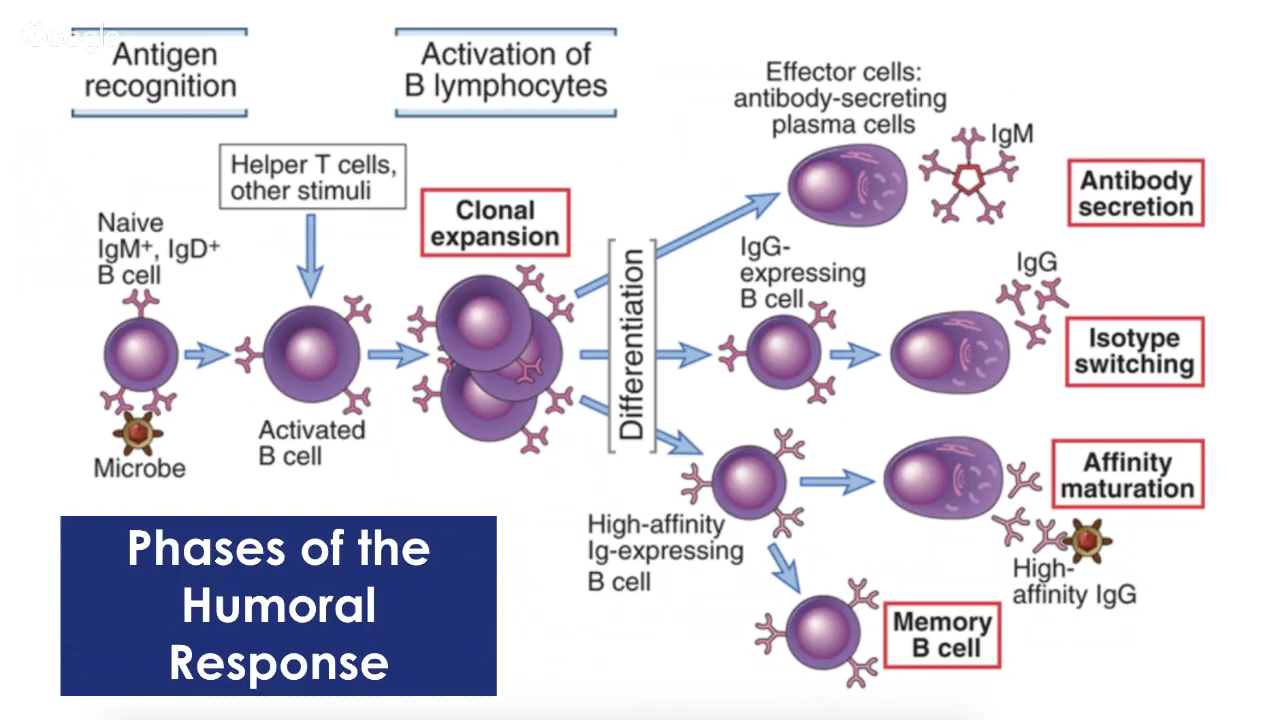 Google
Antigen
recognition
Activation of
B lymphocytes
Effector cells:
antibody-secreting
plasma cells
IgM
Antibody
secretion
Helper T cells,
other stimuli
Clonal
expansion
Naive
IgM⁺, IgD⁺
B cell
Differentiation
IgG-
expressing
B cell
IgG
Isotype
switching
Activated
B cell
Microbe
Affinity
maturation
High-affinity
Ig-expressing
B cell
High-
affinity IgG
Memory
B cell
Phases of the
Humoral
Response